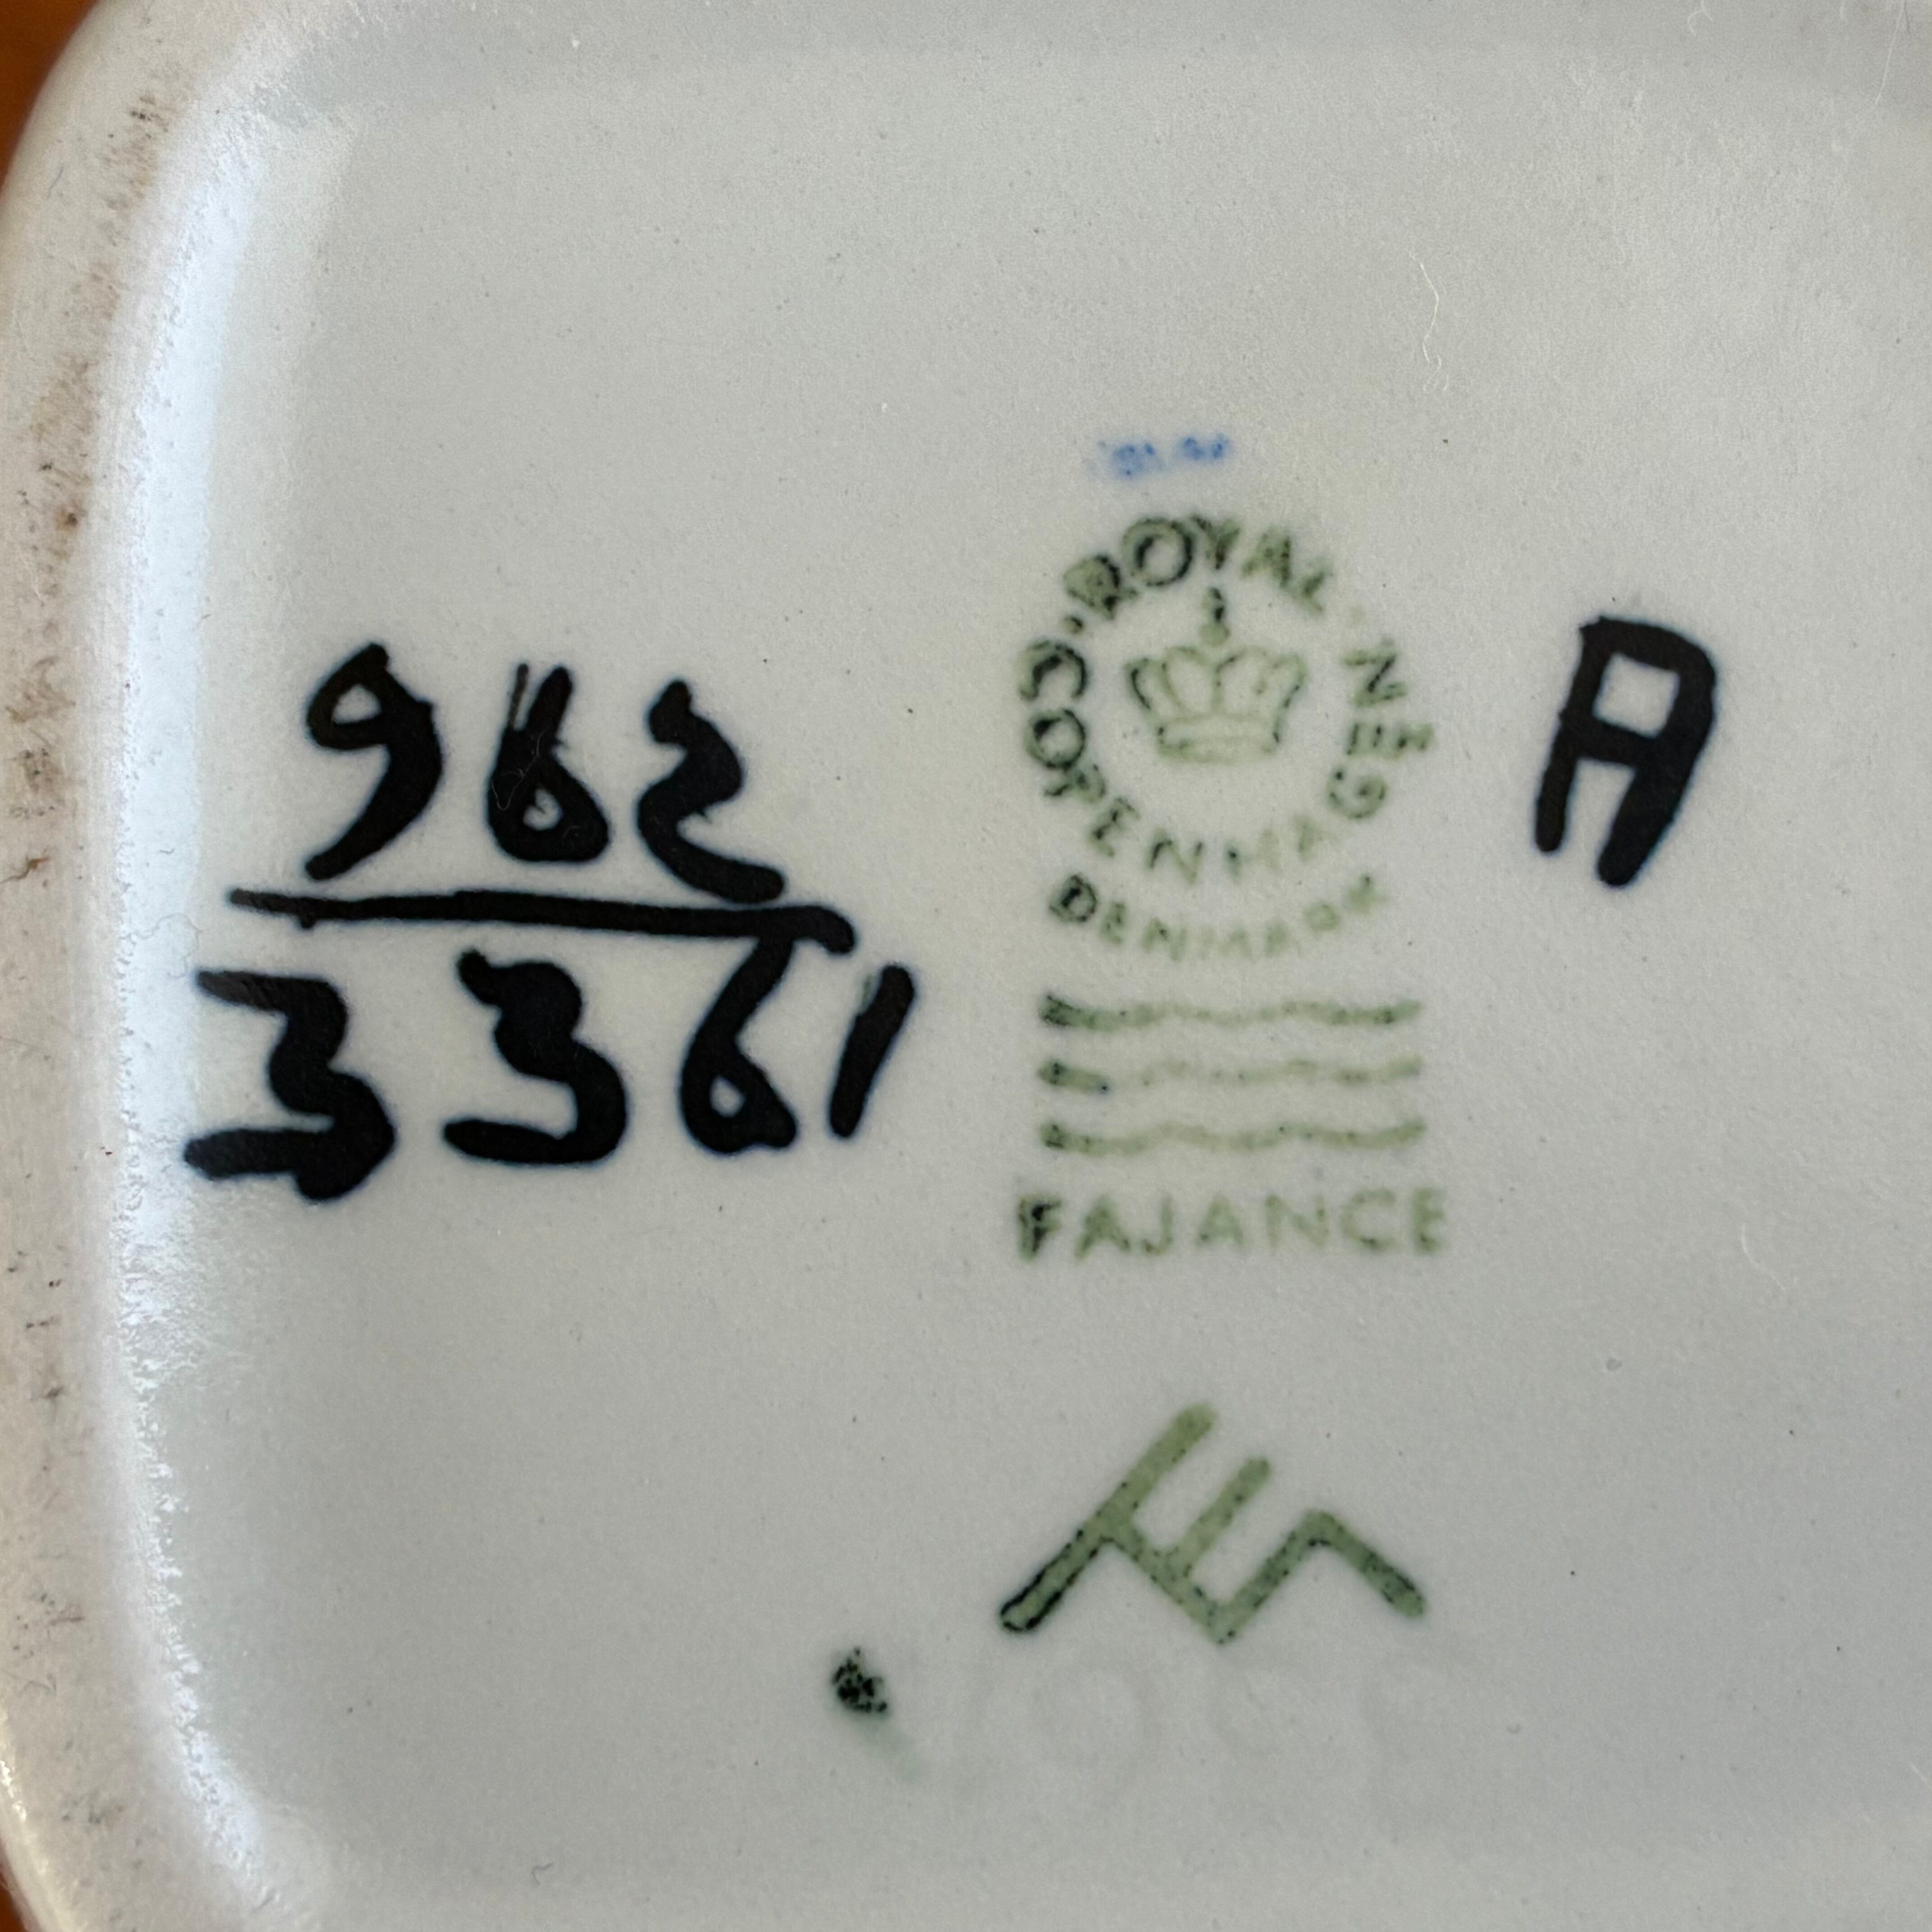 962
3361
ROYAL COPENHAGEN
DENMARK
FAJANCE
A